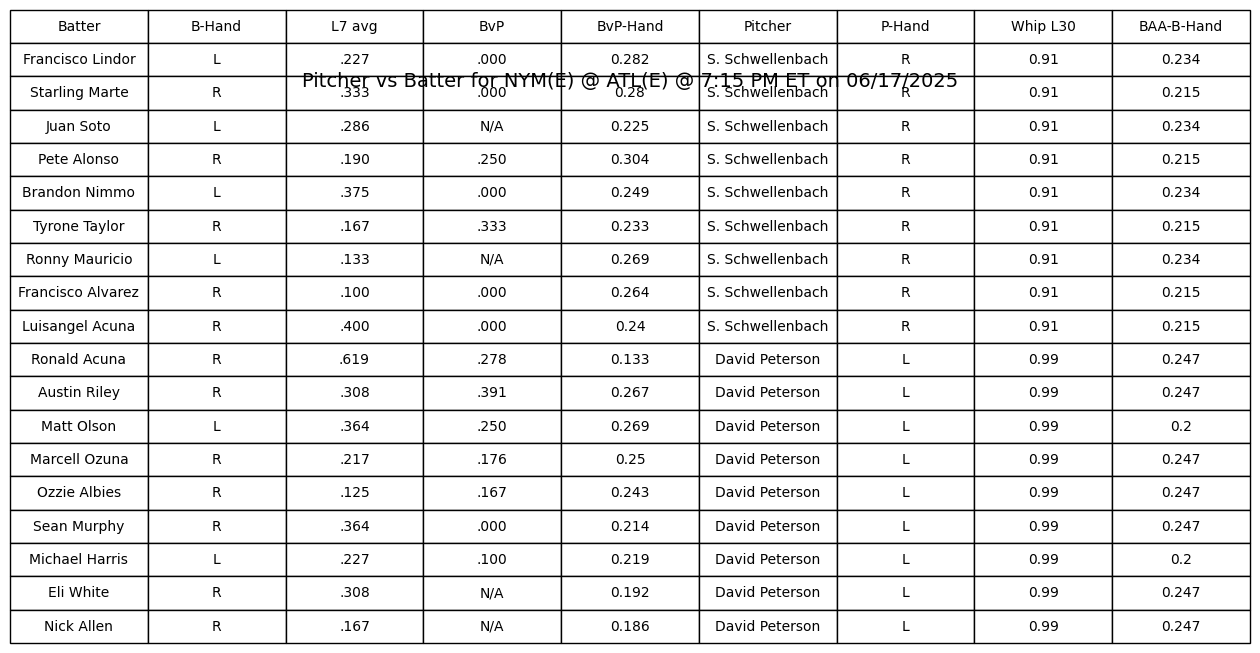 Batter B-Hand L7 avg BvP BvP-Hand Pitcher P-Hand Whip L30 BAA-B-Hand
Francisco Lindor L .227 .000 0.282 S. Schwellenbach R 0.91 0.234
Pitcher vs Batter for NYM(E) @ ATL(E) @ 7:15 PM ET on 06/17/2025
Starling Marte R .333 .000 0.28 S. Schwellenbach R 0.91 0.215
Juan Soto L .286 N/A 0.225 S. Schwellenbach R 0.91 0.234
Pete Alonso R .190 .250 0.304 S. Schwellenbach R 0.91 0.215
Brandon Nimmo L .375 .000 0.249 S. Schwellenbach R 0.91 0.234
Tyrone Taylor R .167 .333 0.233 S. Schwellenbach R 0.91 0.215
Ronny Mauricio L .133 N/A 0.269 S. Schwellenbach R 0.91 0.234
Francisco Alvarez R .100 .000 0.264 S. Schwellenbach R 0.91 0.215
Luisangel Acuna R .400 .000 0.24 S. Schwellenbach R 0.91 0.215
Ronald Acuna R .619 .278 0.133 David Peterson L 0.99 0.247
Austin Riley R .308 .391 0.267 David Peterson L 0.99 0.247
Matt Olson L .364 .250 0.269 David Peterson L 0.99 0.2
Marcell Ozuna R .217 .176 0.25 David Peterson L 0.99 0.247
Ozzie Albies R .125 .167 0.243 David Peterson L 0.99 0.247
Sean Murphy R .364 .000 0.214 David Peterson L 0.99 0.247
Michael Harris L .227 .100 0.219 David Peterson L 0.99 0.2
Eli White R .308 N/A 0.192 David Peterson L 0.99 0.247
Nick Allen R .167 N/A 0.186 David Peterson L 0.99 0.247